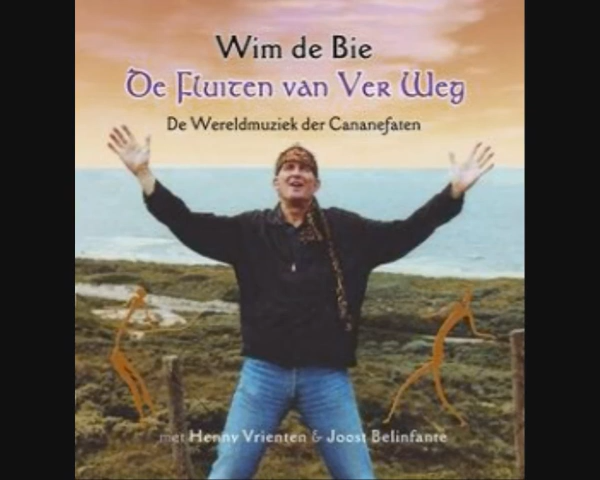 Wim de Bie
De Fluiten van Ver Weg
De Wereldmuziek der Cananefaten
met Henny Vrienten & Joost Belinfante